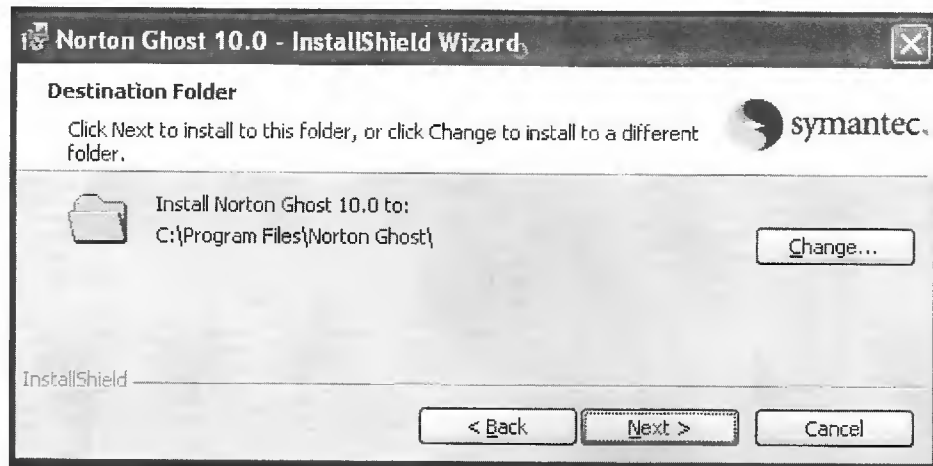 Norton Ghost 10.0 - InstallShield Wizard
Destination Folder
Click Next to install to this folder, or click Change to install to a different
folder.
symantec.
Install Norton Ghost 10.0 to:
C:\Program Files\Norton Ghost\
Change...
InstallShield
< Back
Next >
Cancel